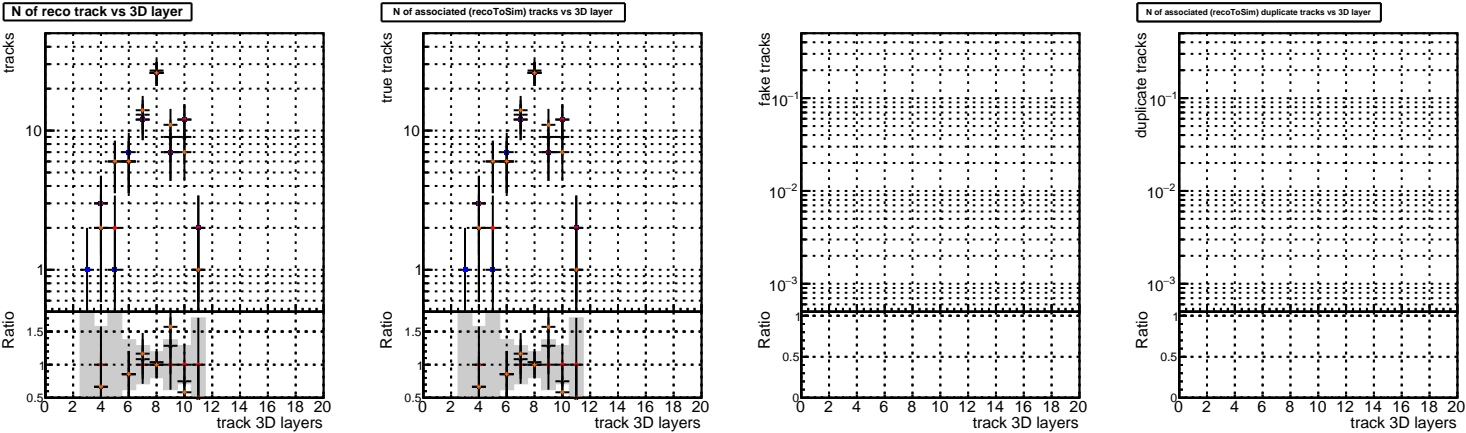 N of reco track vs 3D layer
tracks
10
1
Ratio
1.5
1
0.5
0 2 4 6 8 10 12 14 16 18 20
track 3D layers
N of associated (recoToSim) tracks vs 3D layer
true tracks
10
1
Ratio
1.5
1
0.5
0 2 4 6 8 10 12 14 16 18 20
track 3D layers
fake tracks
10−1
10−2
10−3
Ratio
1
0.5
0
0 2 4 6 8 10 12 14 16 18 20
track 3D layers
N of associated (recoToSim) duplicate tracks vs 3D layer
duplicate tracks
10−1
10−2
10−3
Ratio
1
0.5
0
0 2 4 6 8 10 12 14 16 18 20
track 3D layers